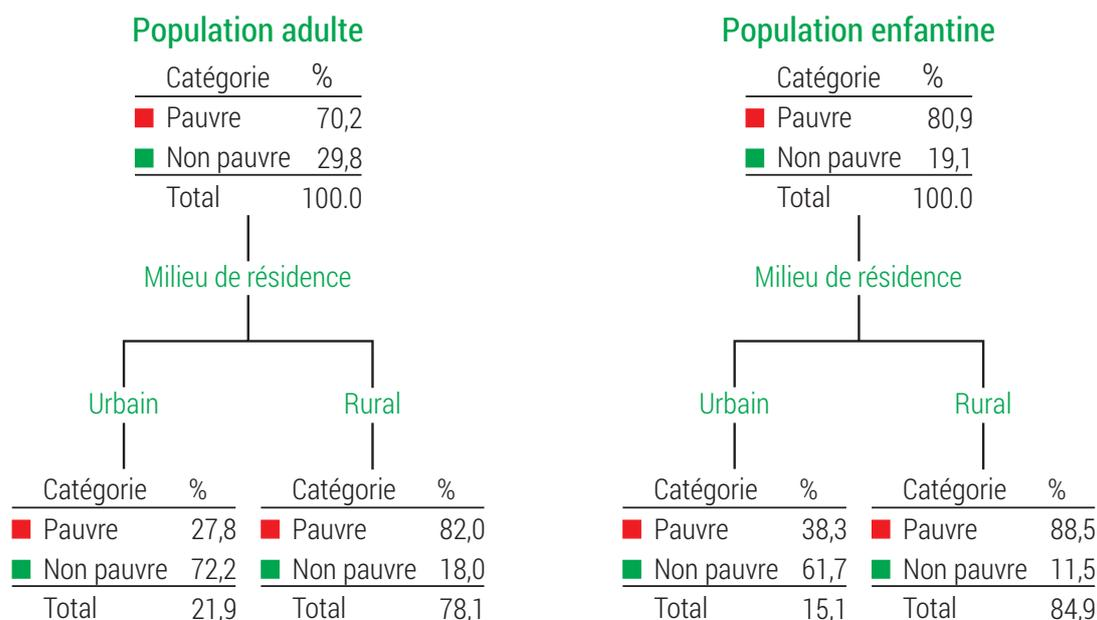 Population adulte
Catégorie %
Pauvre 70,2
Non pauvre 29,8
Total 100.0
Milieu de résidence
Urbain Rural
Catégorie % Catégorie %
Pauvre 27,8 Pauvre 82,0
Non pauvre 72,2 Non pauvre 18,0
Total 21,9 Total 78,1
Population enfantine
Catégorie %
Pauvre 80,9
Non pauvre 19,1
Total 100.0
Milieu de résidence
Urbain Rural
Catégorie % Catégorie %
Pauvre 38,3 Pauvre 88,5
Non pauvre 61,7 Non pauvre 11,5
Total 15,1 Total 84,9